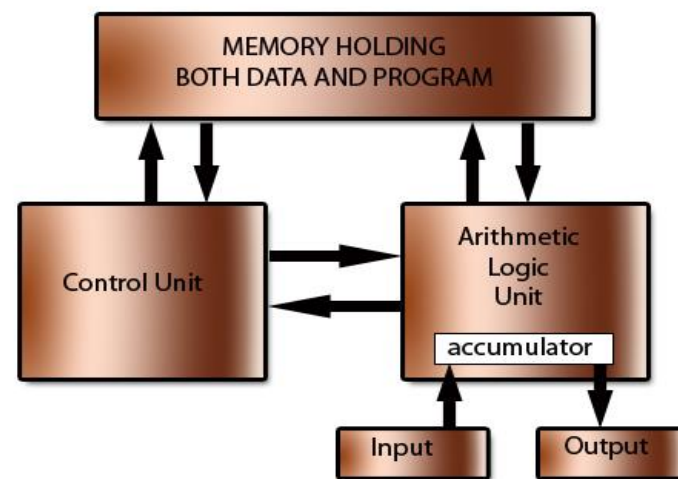 MEMORY HOLDING
BOTH DATA AND PROGRAM
Control Unit
Arithmetic
Logic
Unit
accumulator
Input
Output